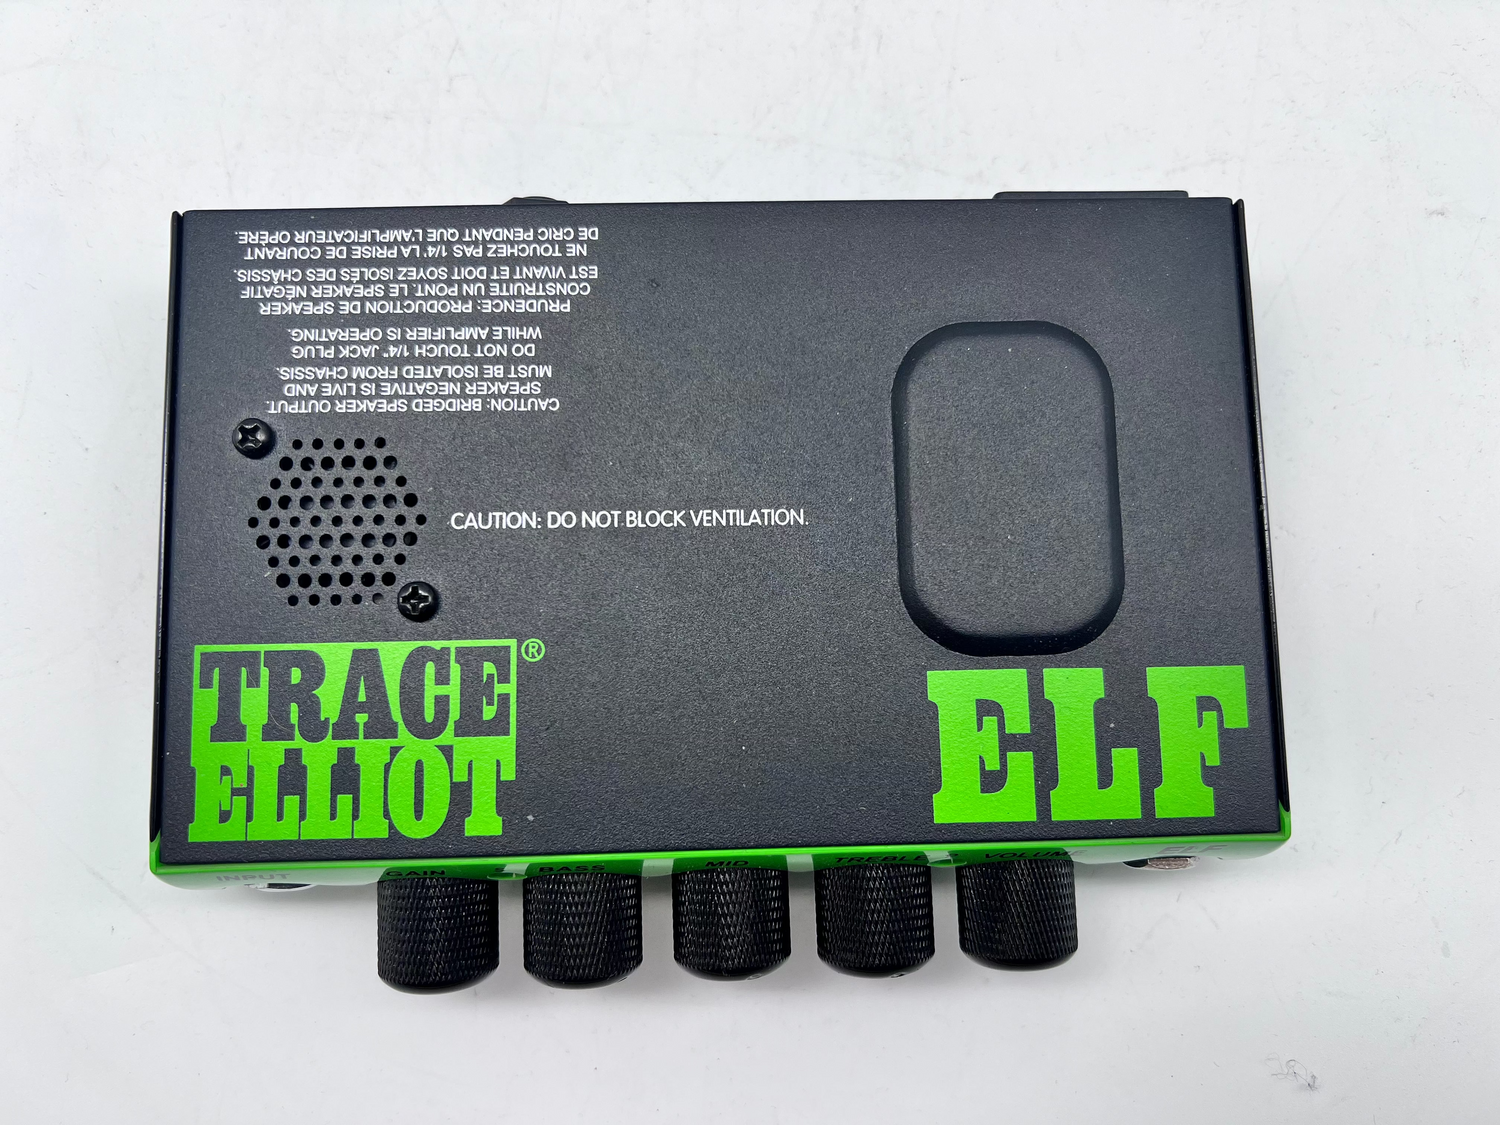 CAUTION: BRIDGED SPEAKER OUTPUT.
SPEAKER NEGATIVE IS LIVE AND
MUST BE ISOLATED FROM CHASSIS.
DO NOT TOUCH 1/4" JACK PLUG
WHILE AMPLIFIER IS OPERATING.
PRUDENCE: PRODUCTION DE SPEAKER
CONSTRUITE UN PONT. LE SPEAKER NÉGATIF
EST VIVANT ET DOIT SOYEZ ISOLÉS DES CHÂSSIS.
NE TOUCHEZ PAS 1/4" LA PRISE DE COURANT
DE CRIC PENDANT QUE L'AMPLIFICATEUR OPÈRE.
CAUTION: DO NOT BLOCK VENTILATION.
TRACE ®
ELLIOT
ELF
INPUT GAIN BASS MID TREBLE VOLUME ELF